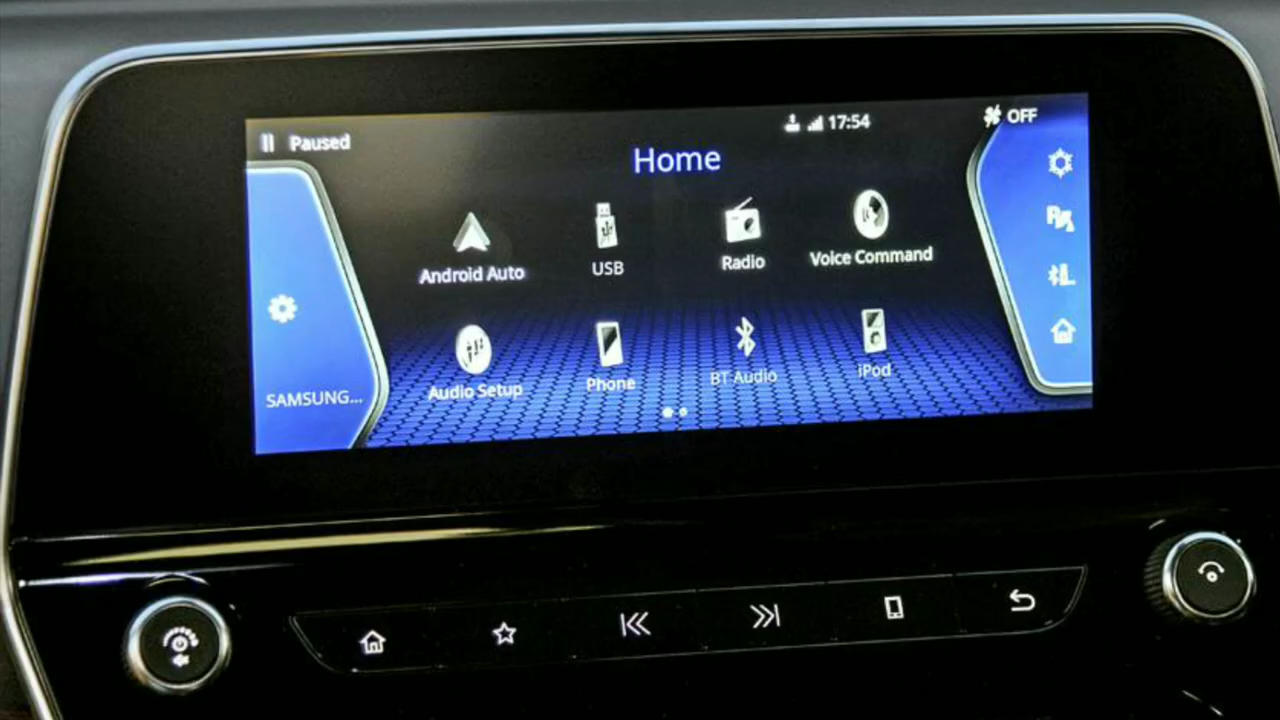 Paused
17:54
OFF
Home
Android Auto
USB
Radio
Voice Command
Audio Setup
Phone
BT Audio
iPod
SAMSUNG...